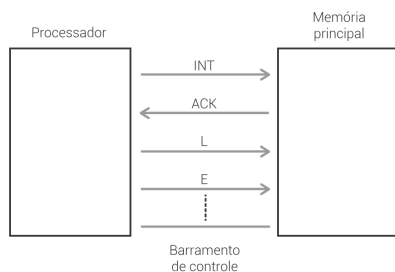 Processador
Memória
principal
INT
ACK
L
E
Barramento
de controle